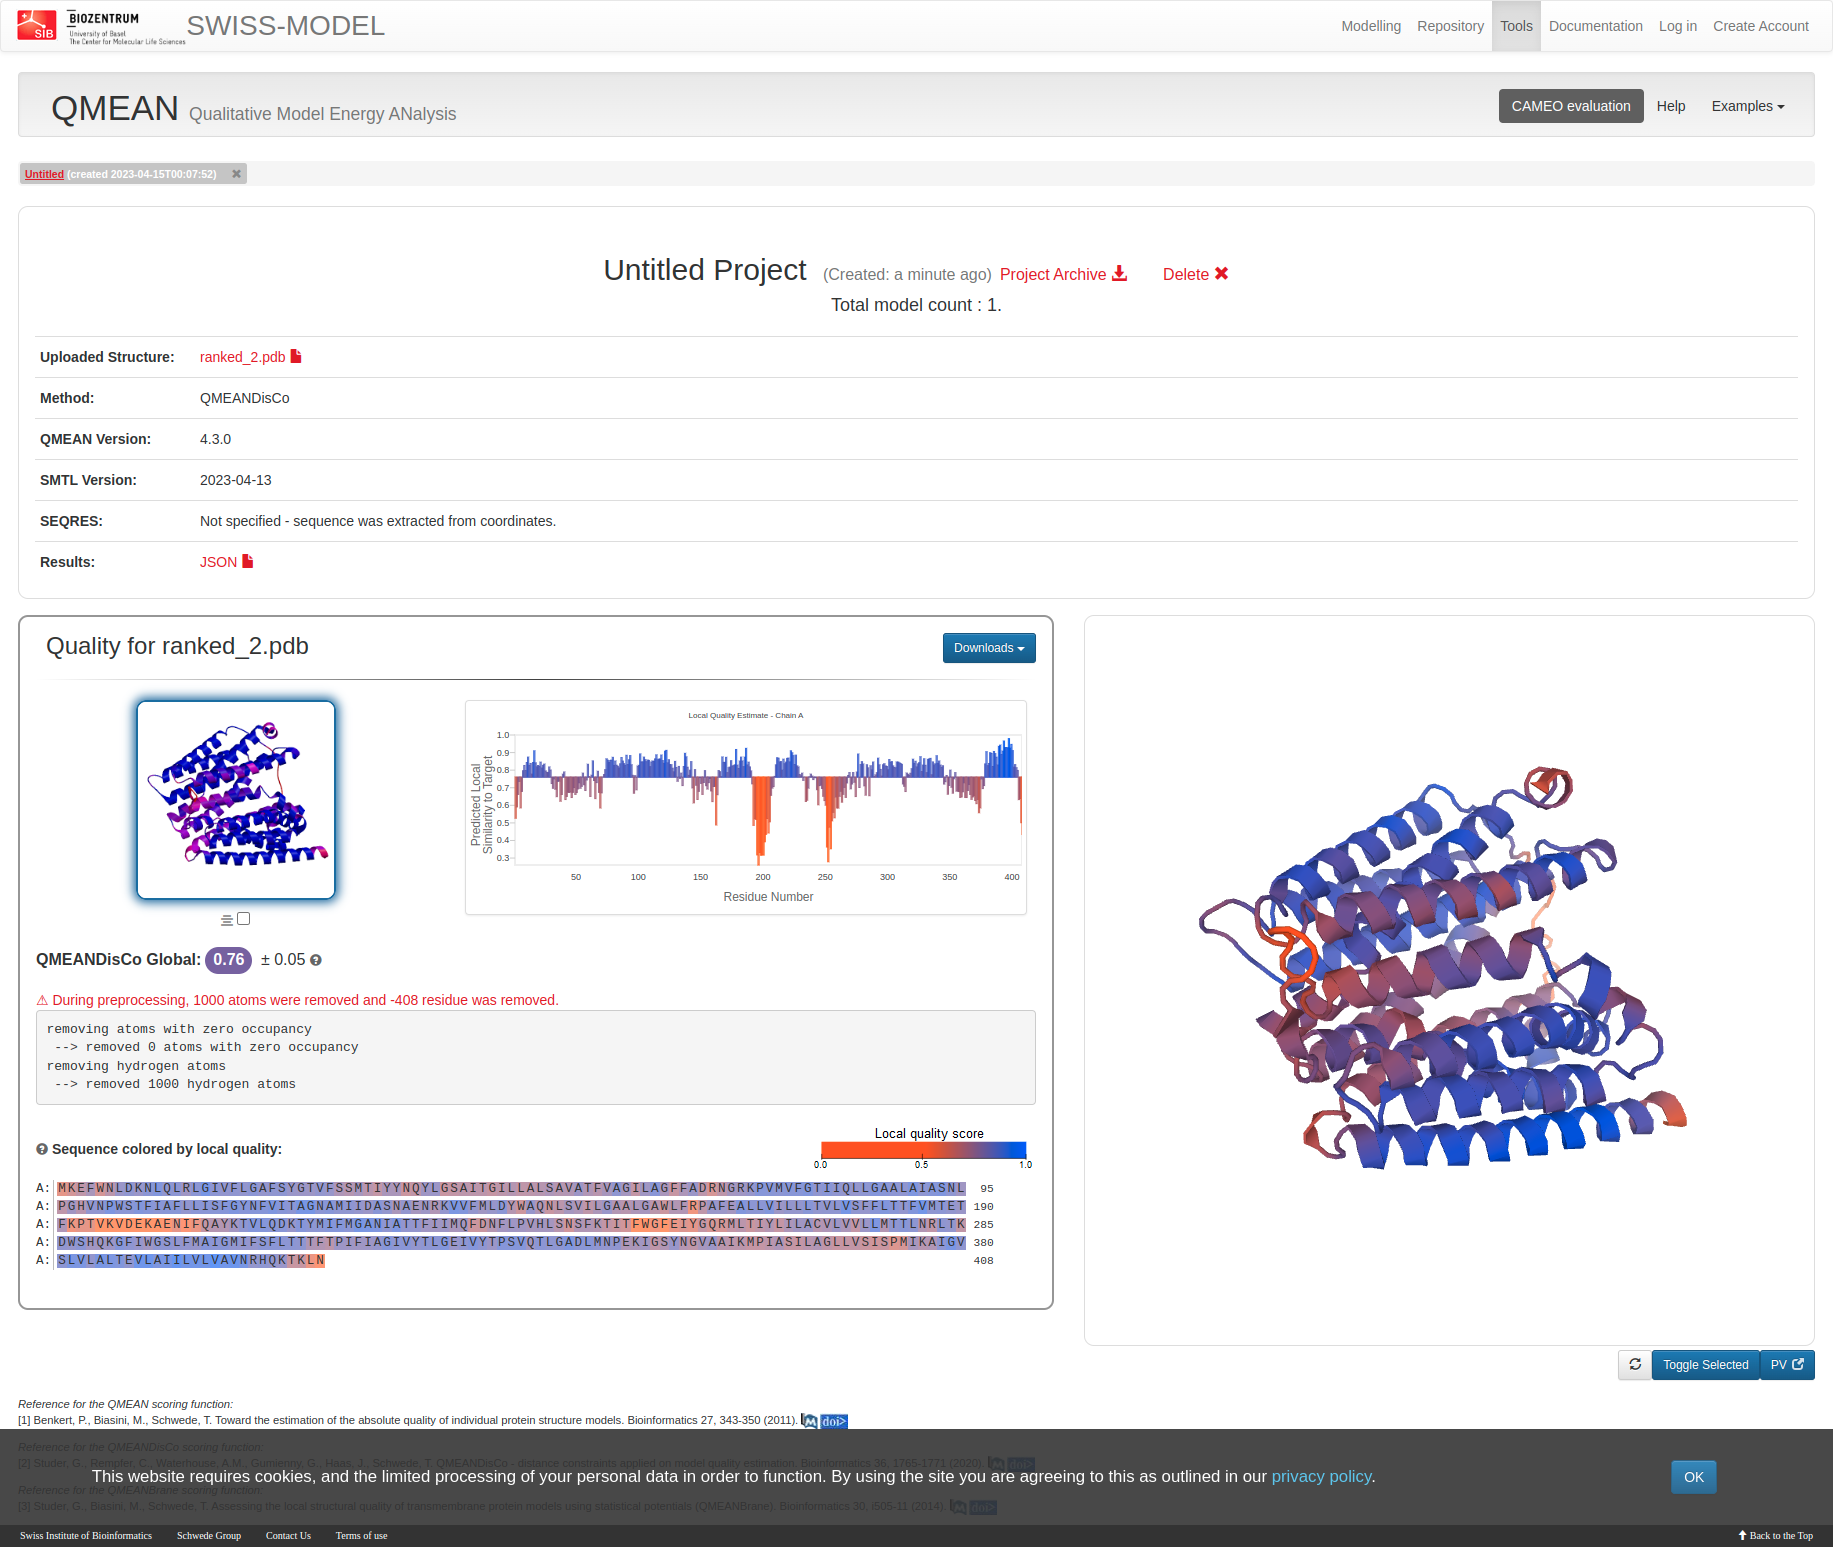 SIB
BIOZENTRUM
University of Basel
The Center for Molecular Life Sciences
SWISS-MODEL
Modelling Repository Tools Documentation Log in Create Account
QMEAN Qualitative Model Energy ANalysis
CAMEO evaluation Help Examples
Untitled (created 2023-04-15T00:07:52)
Untitled Project (Created: a minute ago) Project Archive Delete
Total model count : 1.
Uploaded Structure: ranked_2.pdb
Method: QMEANDisCo
QMEAN Version: 4.3.0
SMTL Version: 2023-04-13
SEQRES: Not specified - sequence was extracted from coordinates.
Results: JSON
Quality for ranked_2.pdb
Downloads
Local Quality Estimate - Chain A
Predicted Local
Similarity to Target
1.0
0.9
0.8
0.7
0.6
0.5
0.4
0.3
50 100 150 200 250 300 350 400
Residue Number
QMEANDisCo Global: 0.76 ± 0.05
During preprocessing, 1000 atoms were removed and -408 residue was removed.
removing atoms with zero occupancy
--> removed 0 atoms with zero occupancy
removing hydrogen atoms
--> removed 1000 hydrogen atoms
Sequence colored by local quality:
Local quality score
0.0 0.5 1.0
A: MKEFWNLDKNLQLRLGIVFLGAFSYGTVFSSMTIYYNQYLGSAITGILLALSAVATFVAGILAGFFADRNGRKPVMVFGTIIQLLGAALAIASNL 95
A: PGHVNPWSTFIAFLLISFGYNFVITAGNAMIIDASNAENRKVVFMLDYWAQNLSVILGAALGAWLFRPAFEALLVILLLTVLVSFFLTTFVMTET 190
A: FKPTVKVDEKAENIFQAYKTVLQDKTYMIFMGANIATTFIIMQFDNFLPVHLSNSFKTITFWGFEIYGQRMLTIYLILACVLVVLLMTTLNRLTK 285
A: DWSHQKGFIWGSLFMAIGMIFSFLTTTFTPIFIAGIVYTLGEIVYTPSVQTLGADLMNPEKIGSYNGVAAIKMPIASILAGLLVSISPMIKAIGV 380
A: SLVLALTEVLAIILVLVAVNRHQKTKLN 408
Toggle Selected PV
Reference for the QMEAN scoring function:
[1] Benkert, P., Biasini, M., Schwede, T. Toward the estimation of the absolute quality of individual protein structure models. Bioinformatics 27, 343-350 (2011). doi>
Reference for the QMEANDisCo scoring function:
[2] Studer, G., Rempfer, C., Waterhouse, A.M., Gumienny, G., Haas, J., Schwede, T. QMEANDisCo - distance constraints applied on model quality estimation. Bioinformatics 36, 1765-1771 (2020). doi>
This website requires cookies, and the limited processing of your personal data in order to function. By using the site you are agreeing to this as outlined in our privacy policy.
OK
Reference for the QMEANBrane scoring function:
[3] Studer, G., Biasini, M., Schwede, T. Assessing the local structural quality of transmembrane protein models using statistical potentials (QMEANBrane). Bioinformatics 30, i505-11 (2014). doi>
Swiss Institute of Bioinformatics Schwede Group Contact Us Terms of use Back to the Top